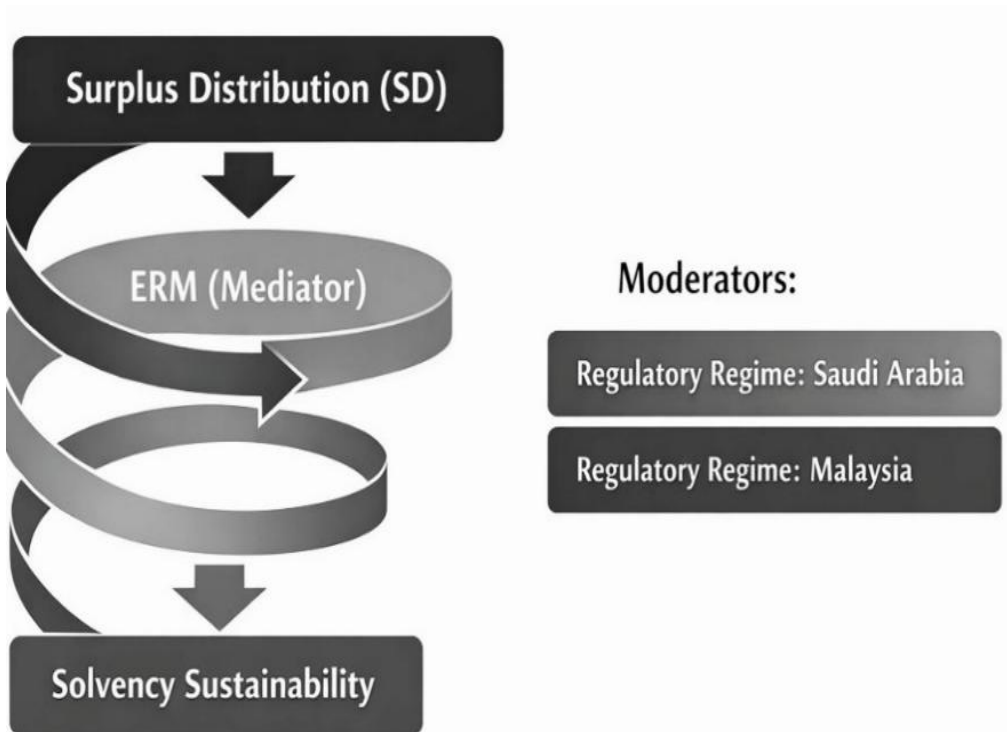 Surplus Distribution (SD)
ERM (Mediator)
Moderators:
Regulatory Regime: Saudi Arabia
Regulatory Regime: Malaysia
Solvency Sustainability